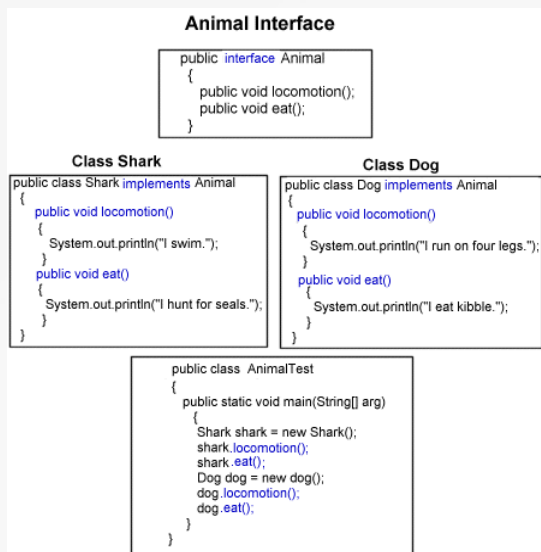 Animal Interface
public interface Animal
{
public void locomotion();
public void eat();
}
Class Shark
public class Shark implements Animal
{
public void locomotion()
{
System.out.println("I swim.");
}
public void eat()
{
System.out.println("I hunt for seals.");
}
}
Class Dog
public class Dog implements Animal
{
public void locomotion()
{
System.out.println("I run on four legs.");
}
public void eat()
{
System.out.println("I eat kibble.");
}
}
public class AnimalTest
{
public static void main(String[] arg)
{
Shark shark = new Shark();
shark.locomotion();
shark.eat();
Dog dog = new dog();
dog.locomotion();
dog.eat();
}
}